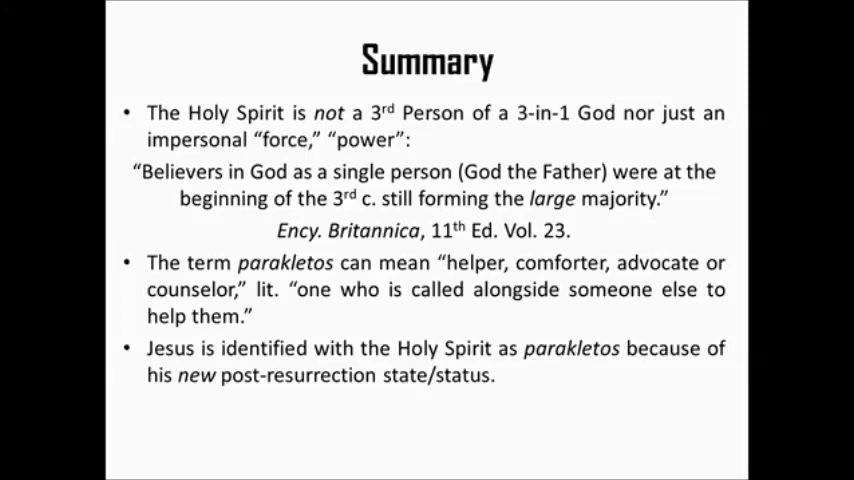 Summary
• The Holy Spirit is not a 3rd Person of a 3-in-1 God nor just an
impersonal “force,” “power”:
“Believers in God as a single person (God the Father) were at the
beginning of the 3rd c. still forming the large majority.”
Ency. Britannica, 11th Ed. Vol. 23.
• The term parakletos can mean “helper, comforter, advocate or
counselor,” lit. “one who is called alongside someone else to
help them.”
• Jesus is identified with the Holy Spirit as parakletos because of
his new post-resurrection state/status.